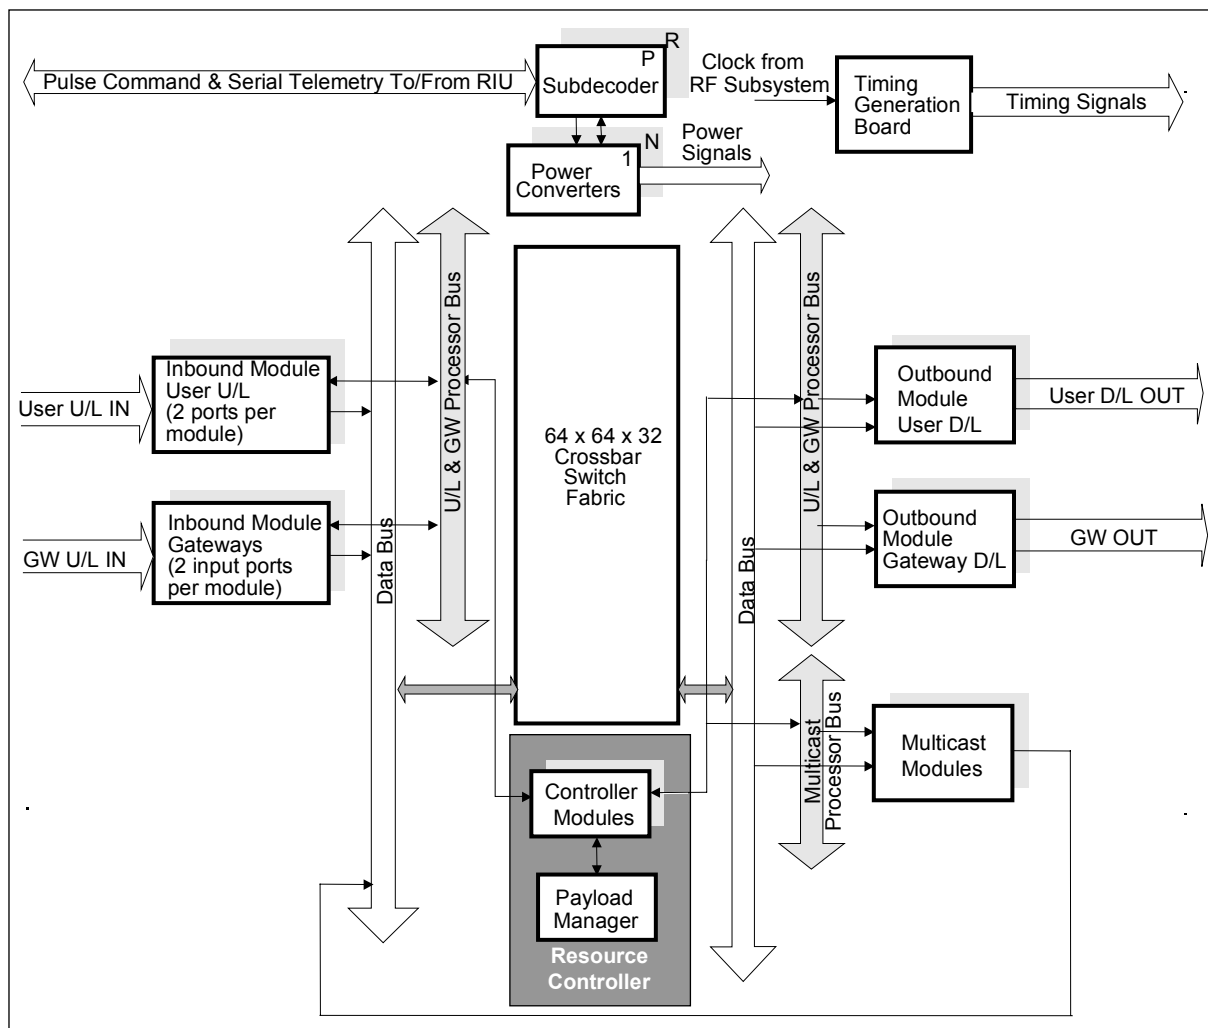 R
P
Subdecoder
Pulse Command & Serial Telemetry To/From RIU
Clock from
RF Subsystem
Timing
Generation
Board
Timing Signals
N
1
Power
Converters
Power
Signals
Data Bus
U/L & GW Processor Bus
64 x 64 x 32
Crossbar
Switch
Fabric
Data Bus
U/L & GW Processor Bus
User U/L IN
Inbound Module
User U/L
(2 ports per
module)
GW U/L IN
Inbound Module
Gateways
(2 input ports
per module)
Outbound
Module
User D/L
User D/L OUT
Outbound
Module
Gateway D/L
GW OUT
Multicast
Processor Bus
Multicast
Modules
Controller
Modules
Payload
Manager
Resource
Controller